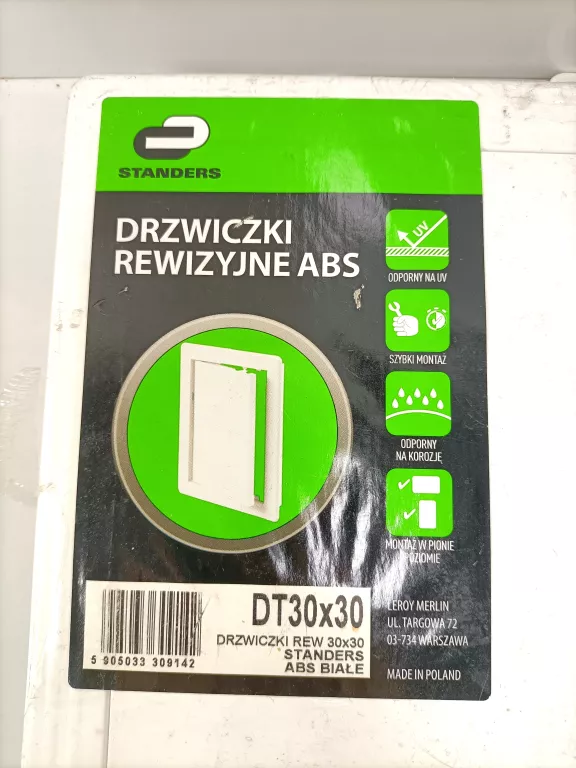 STANDERS
DRZWICZKI
REWIZYJNE ABS
UV
ODPORNY NA UV
SZYBKI MONTAŻ
ODPORNY
NA KOROZJĘ
MONTAŻ W PIONIE
POZIOMIE
DT30x30
DRZWICZKI REW 30x30
STANDERS
ABS BIAŁE
5 905033 309142
LEROY MERLIN
UL. TARGOWA 72
03-734 WARSZAWA
MADE IN POLAND